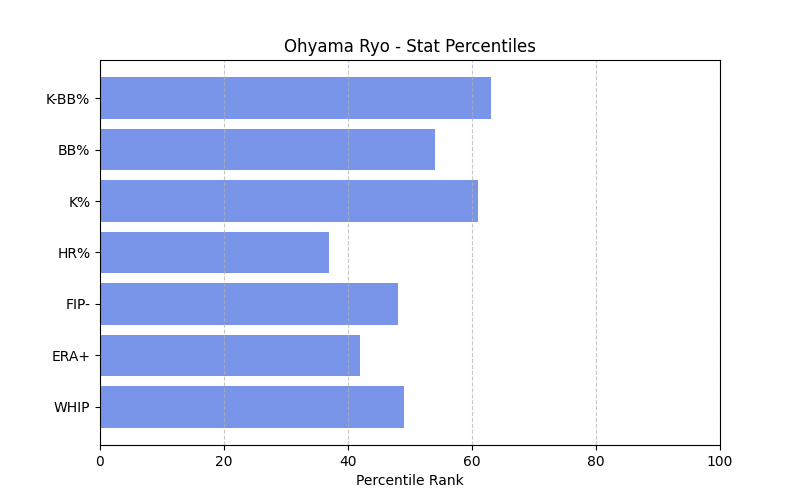 Ohyama Ryo - Stat Percentiles
K-BB%
BB%
K%
HR%
FIP-
ERA+
WHIP
0 20 40 60 80 100
Percentile Rank